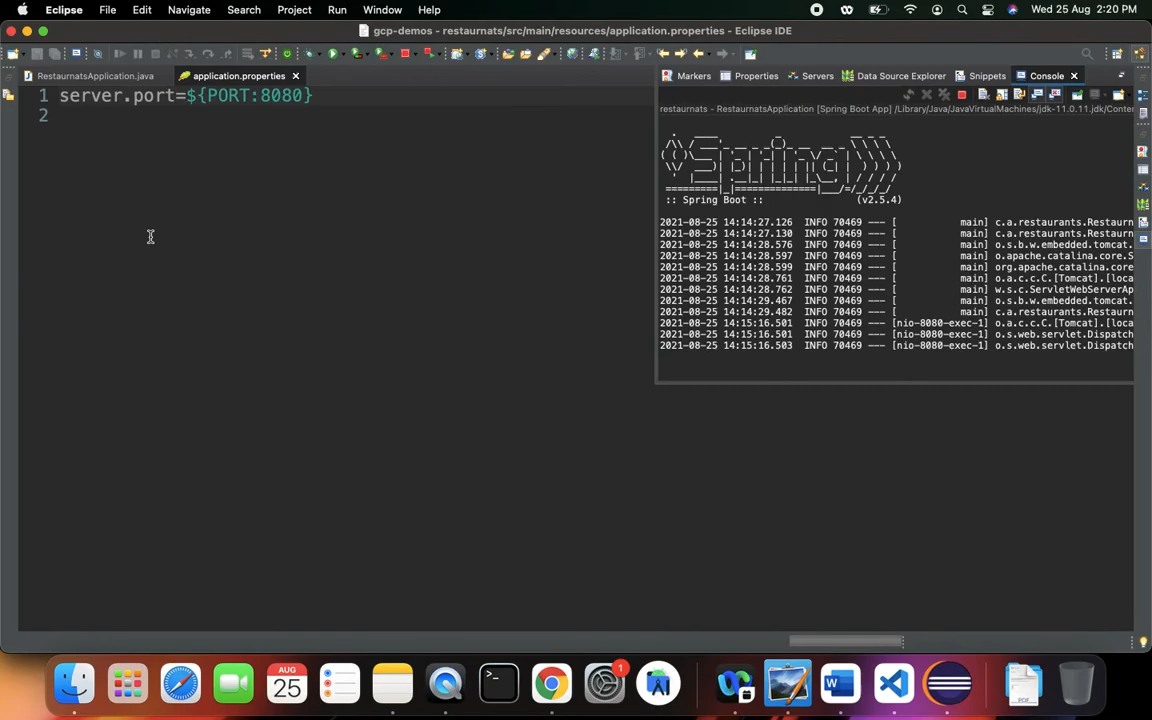 Eclipse File Edit Navigate Search Project Run Window Help Wed 25 Aug 2:20 PM
gcp-demos - restaurnats/src/main/resources/application.properties - Eclipse IDE
RestaurnatsApplication.java application.properties
Markers Properties Servers Data Source Explorer Snippets Console
1 server.port=${PORT:8080}
2
restaurnats - RestaurnatsApplication [Spring Boot App] /Library/Java/JavaVirtualMachines/jdk-11.0.11.jdk/Conter
:: Spring Boot :: (v2.5.4)
2021-08-25 14:14:27.126 INFO 70469 --- [ main] c.a.restaurants.Restaurn
2021-08-25 14:14:27.130 INFO 70469 --- [ main] c.a.restaurants.Restaurn
2021-08-25 14:14:28.576 INFO 70469 --- [ main] o.s.b.w.embedded.tomcat.
2021-08-25 14:14:28.597 INFO 70469 --- [ main] o.apache.catalina.core.S
2021-08-25 14:14:28.599 INFO 70469 --- [ main] org.apache.catalina.core
2021-08-25 14:14:28.761 INFO 70469 --- [ main] o.a.c.c.C.[Tomcat].[loca
2021-08-25 14:14:28.762 INFO 70469 --- [ main] w.s.c.ServletWebServerAp
2021-08-25 14:14:29.467 INFO 70469 --- [ main] o.s.b.w.embedded.tomcat.
2021-08-25 14:14:29.482 INFO 70469 --- [ main] c.a.restaurants.Restaurn
2021-08-25 14:15:16.501 INFO 70469 --- [nio-8080-exec-1] o.a.c.c.C.[Tomcat].[loca
2021-08-25 14:15:16.501 INFO 70469 --- [nio-8080-exec-1] o.s.web.servlet.Dispatch
2021-08-25 14:15:16.503 INFO 70469 --- [nio-8080-exec-1] o.s.web.servlet.Dispatch
AUG
25
1
PDF